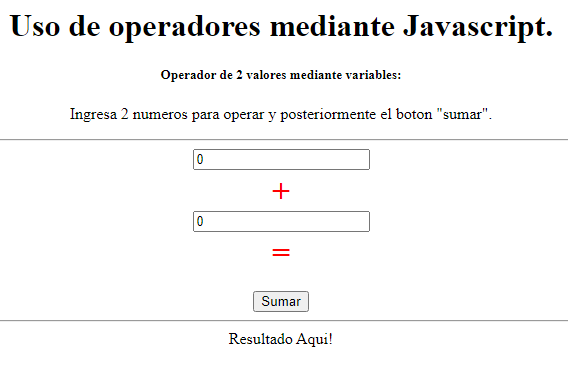 Uso de operadores mediante Javascript.
Operador de 2 valores mediante variables:
Ingresa 2 numeros para operar y posteriormente el boton "sumar".
0
+
0
=
Sumar
Resultado Aqui!